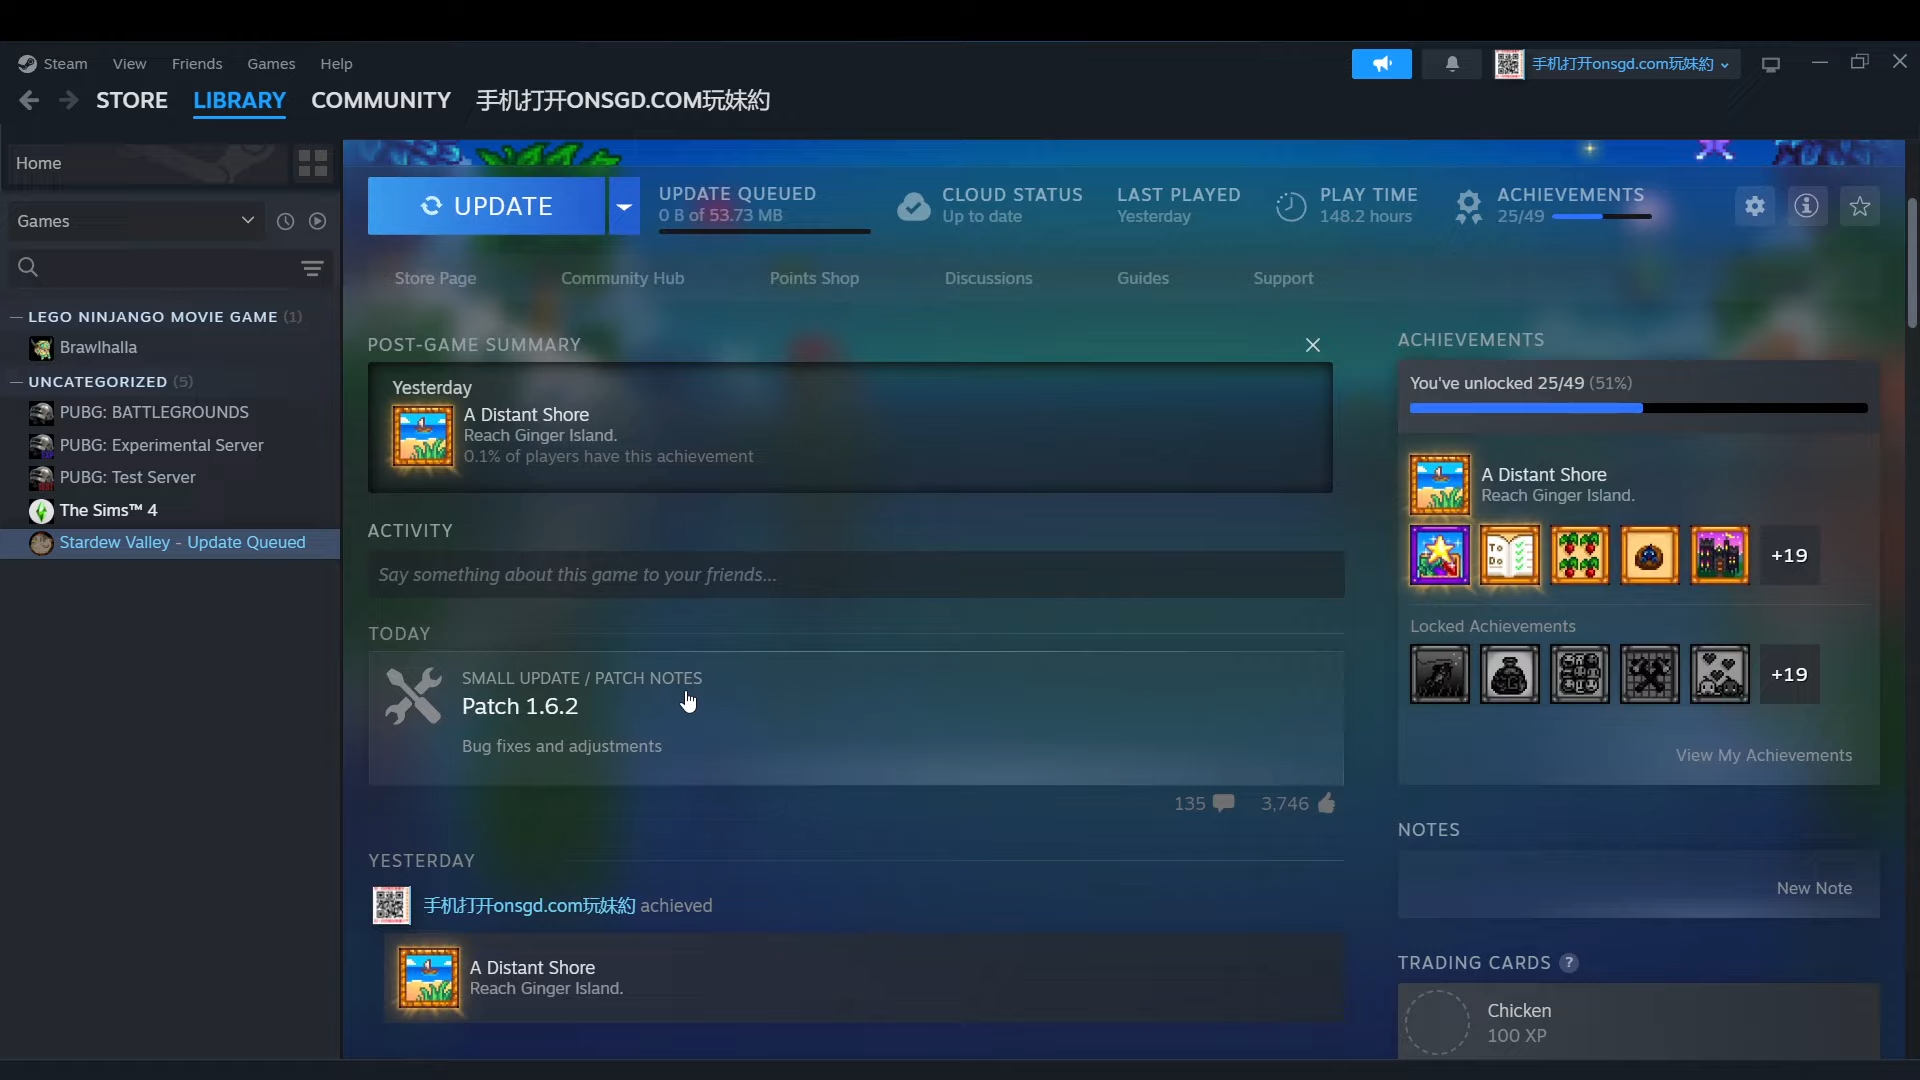 Steam View Friends Games Help
手机打开onsgd.com玩妹約
STORE LIBRARY COMMUNITY 手机打开ONSGD.COM玩妹約
Home
Games
LEGO NINJANGO MOVIE GAME (1)
Brawlhalla
UNCATEGORIZED (5)
PUBG: BATTLEGROUNDS
PUBG: Experimental Server
PUBG: Test Server
The Sims™ 4
Stardew Valley - Update Queued
UPDATE
UPDATE QUEUED
0 B of 53.73 MB
CLOUD STATUS
Up to date
LAST PLAYED
Yesterday
PLAY TIME
148.2 hours
ACHIEVEMENTS
25/49
Store Page Community Hub Points Shop Discussions Guides Support
POST-GAME SUMMARY
Yesterday
A Distant Shore
Reach Ginger Island.
0.1% of players have this achievement
ACTIVITY
Say something about this game to your friends...
TODAY
SMALL UPDATE / PATCH NOTES
Patch 1.6.2
Bug fixes and adjustments
135 3,746
YESTERDAY
手机打开onsgd.com玩妹約 achieved
A Distant Shore
Reach Ginger Island.
ACHIEVEMENTS
You've unlocked 25/49 (51%)
A Distant Shore
Reach Ginger Island.
To
Do
+19
Locked Achievements
+19
View My Achievements
NOTES
New Note
TRADING CARDS ?
Chicken
100 XP